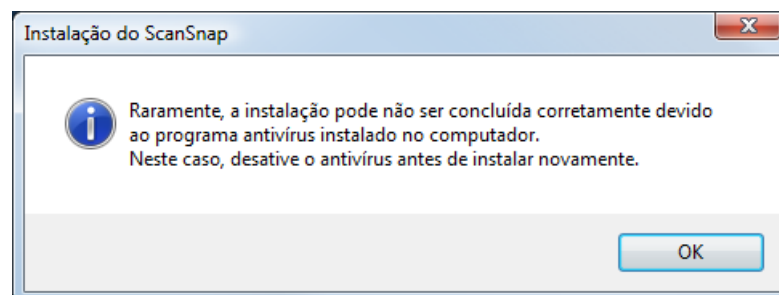 Instalação do ScanSnap
Raramente, a instalação pode não ser concluída corretamente devido
ao programa antivírus instalado no computador.
Neste caso, desative o antivírus antes de instalar novamente.
OK